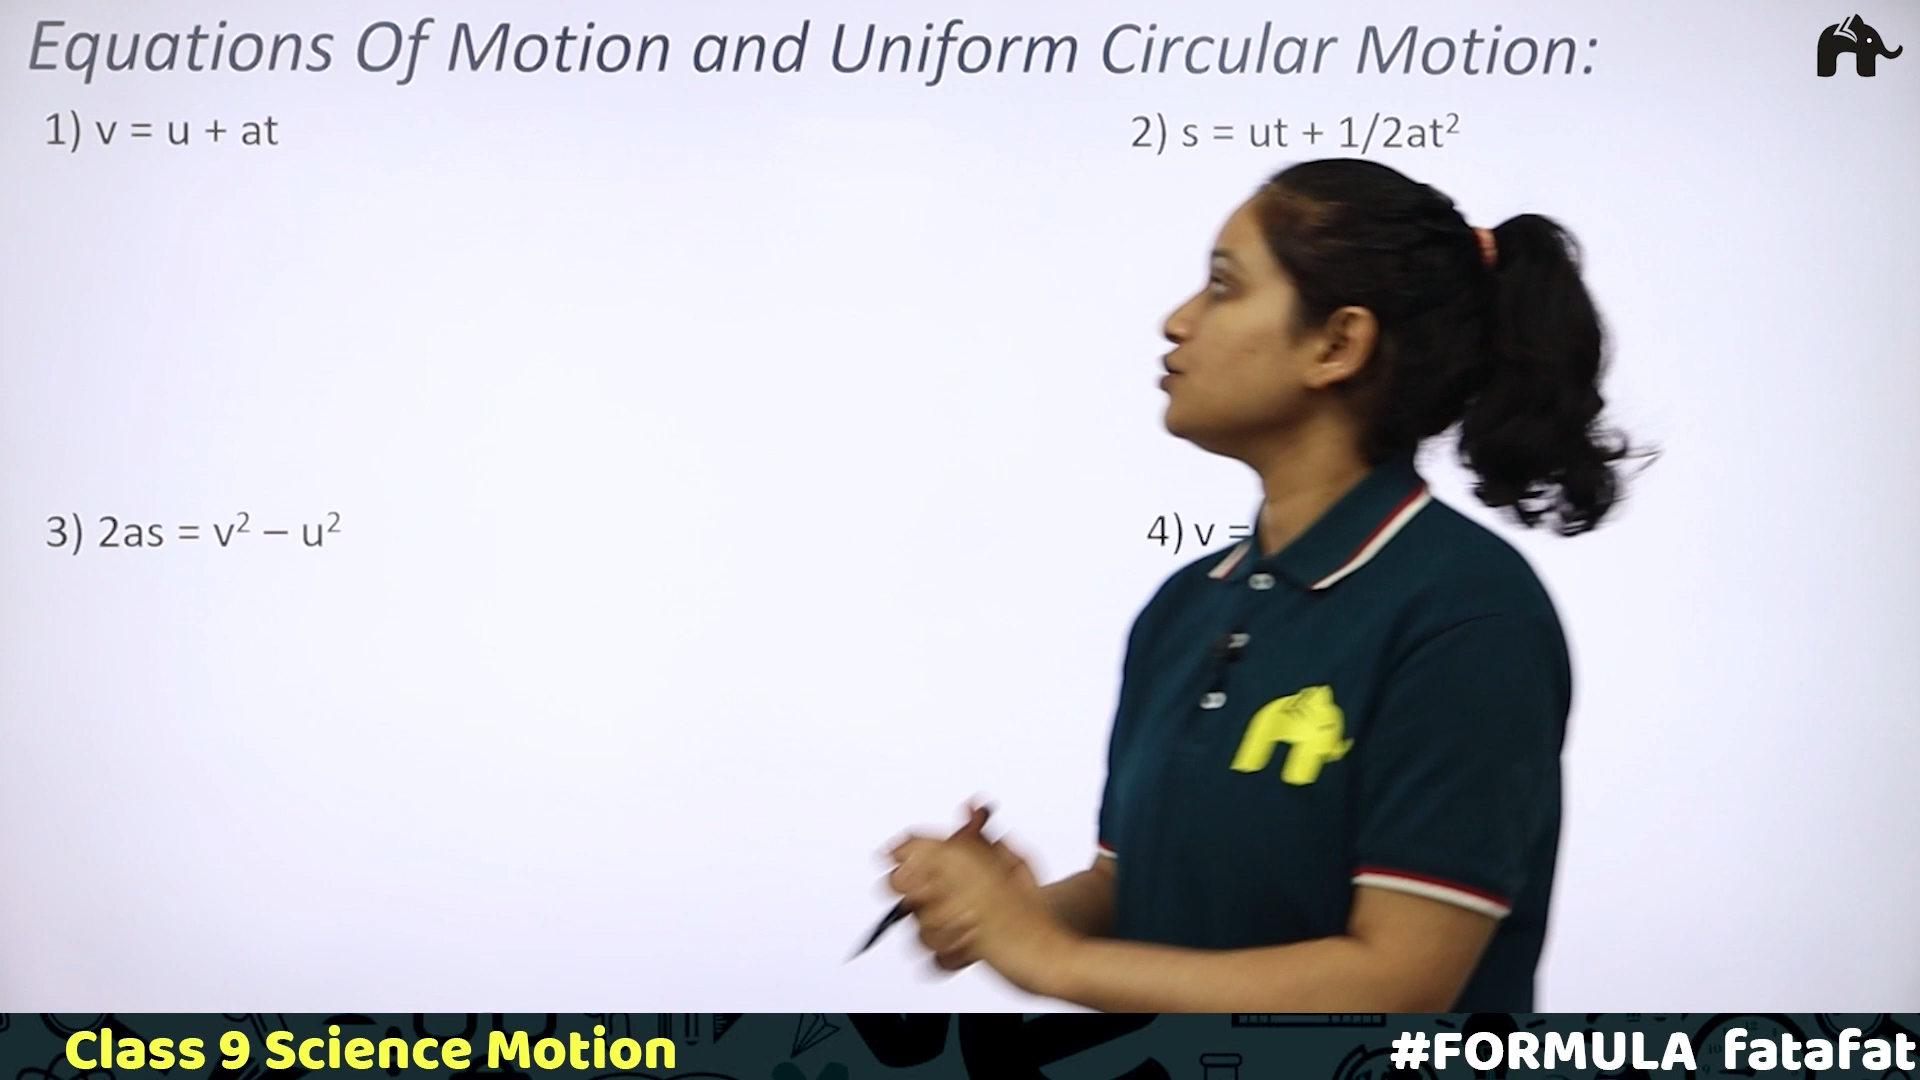 Equations Of Motion and Uniform Circular Motion:
1) v = u + at
2) s = ut + 1/2at²
3) 2as = v² – u²
4) v =
Class 9 Science Motion
#FORMULA fatafat